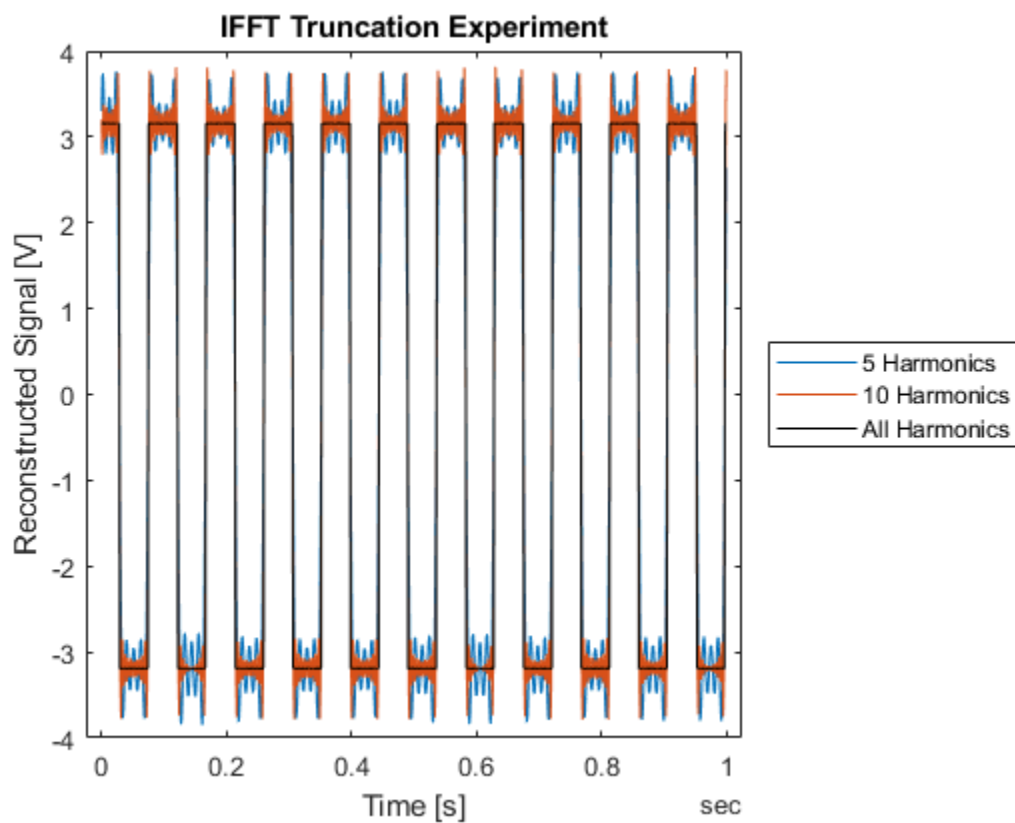 IFFT Truncation Experiment
4
3
2
1
0
-1
-2
-3
-4
Reconstructed Signal [V]
0
0.2
0.4
0.6
0.8
1
Time [s]
sec
5 Harmonics
10 Harmonics
All Harmonics